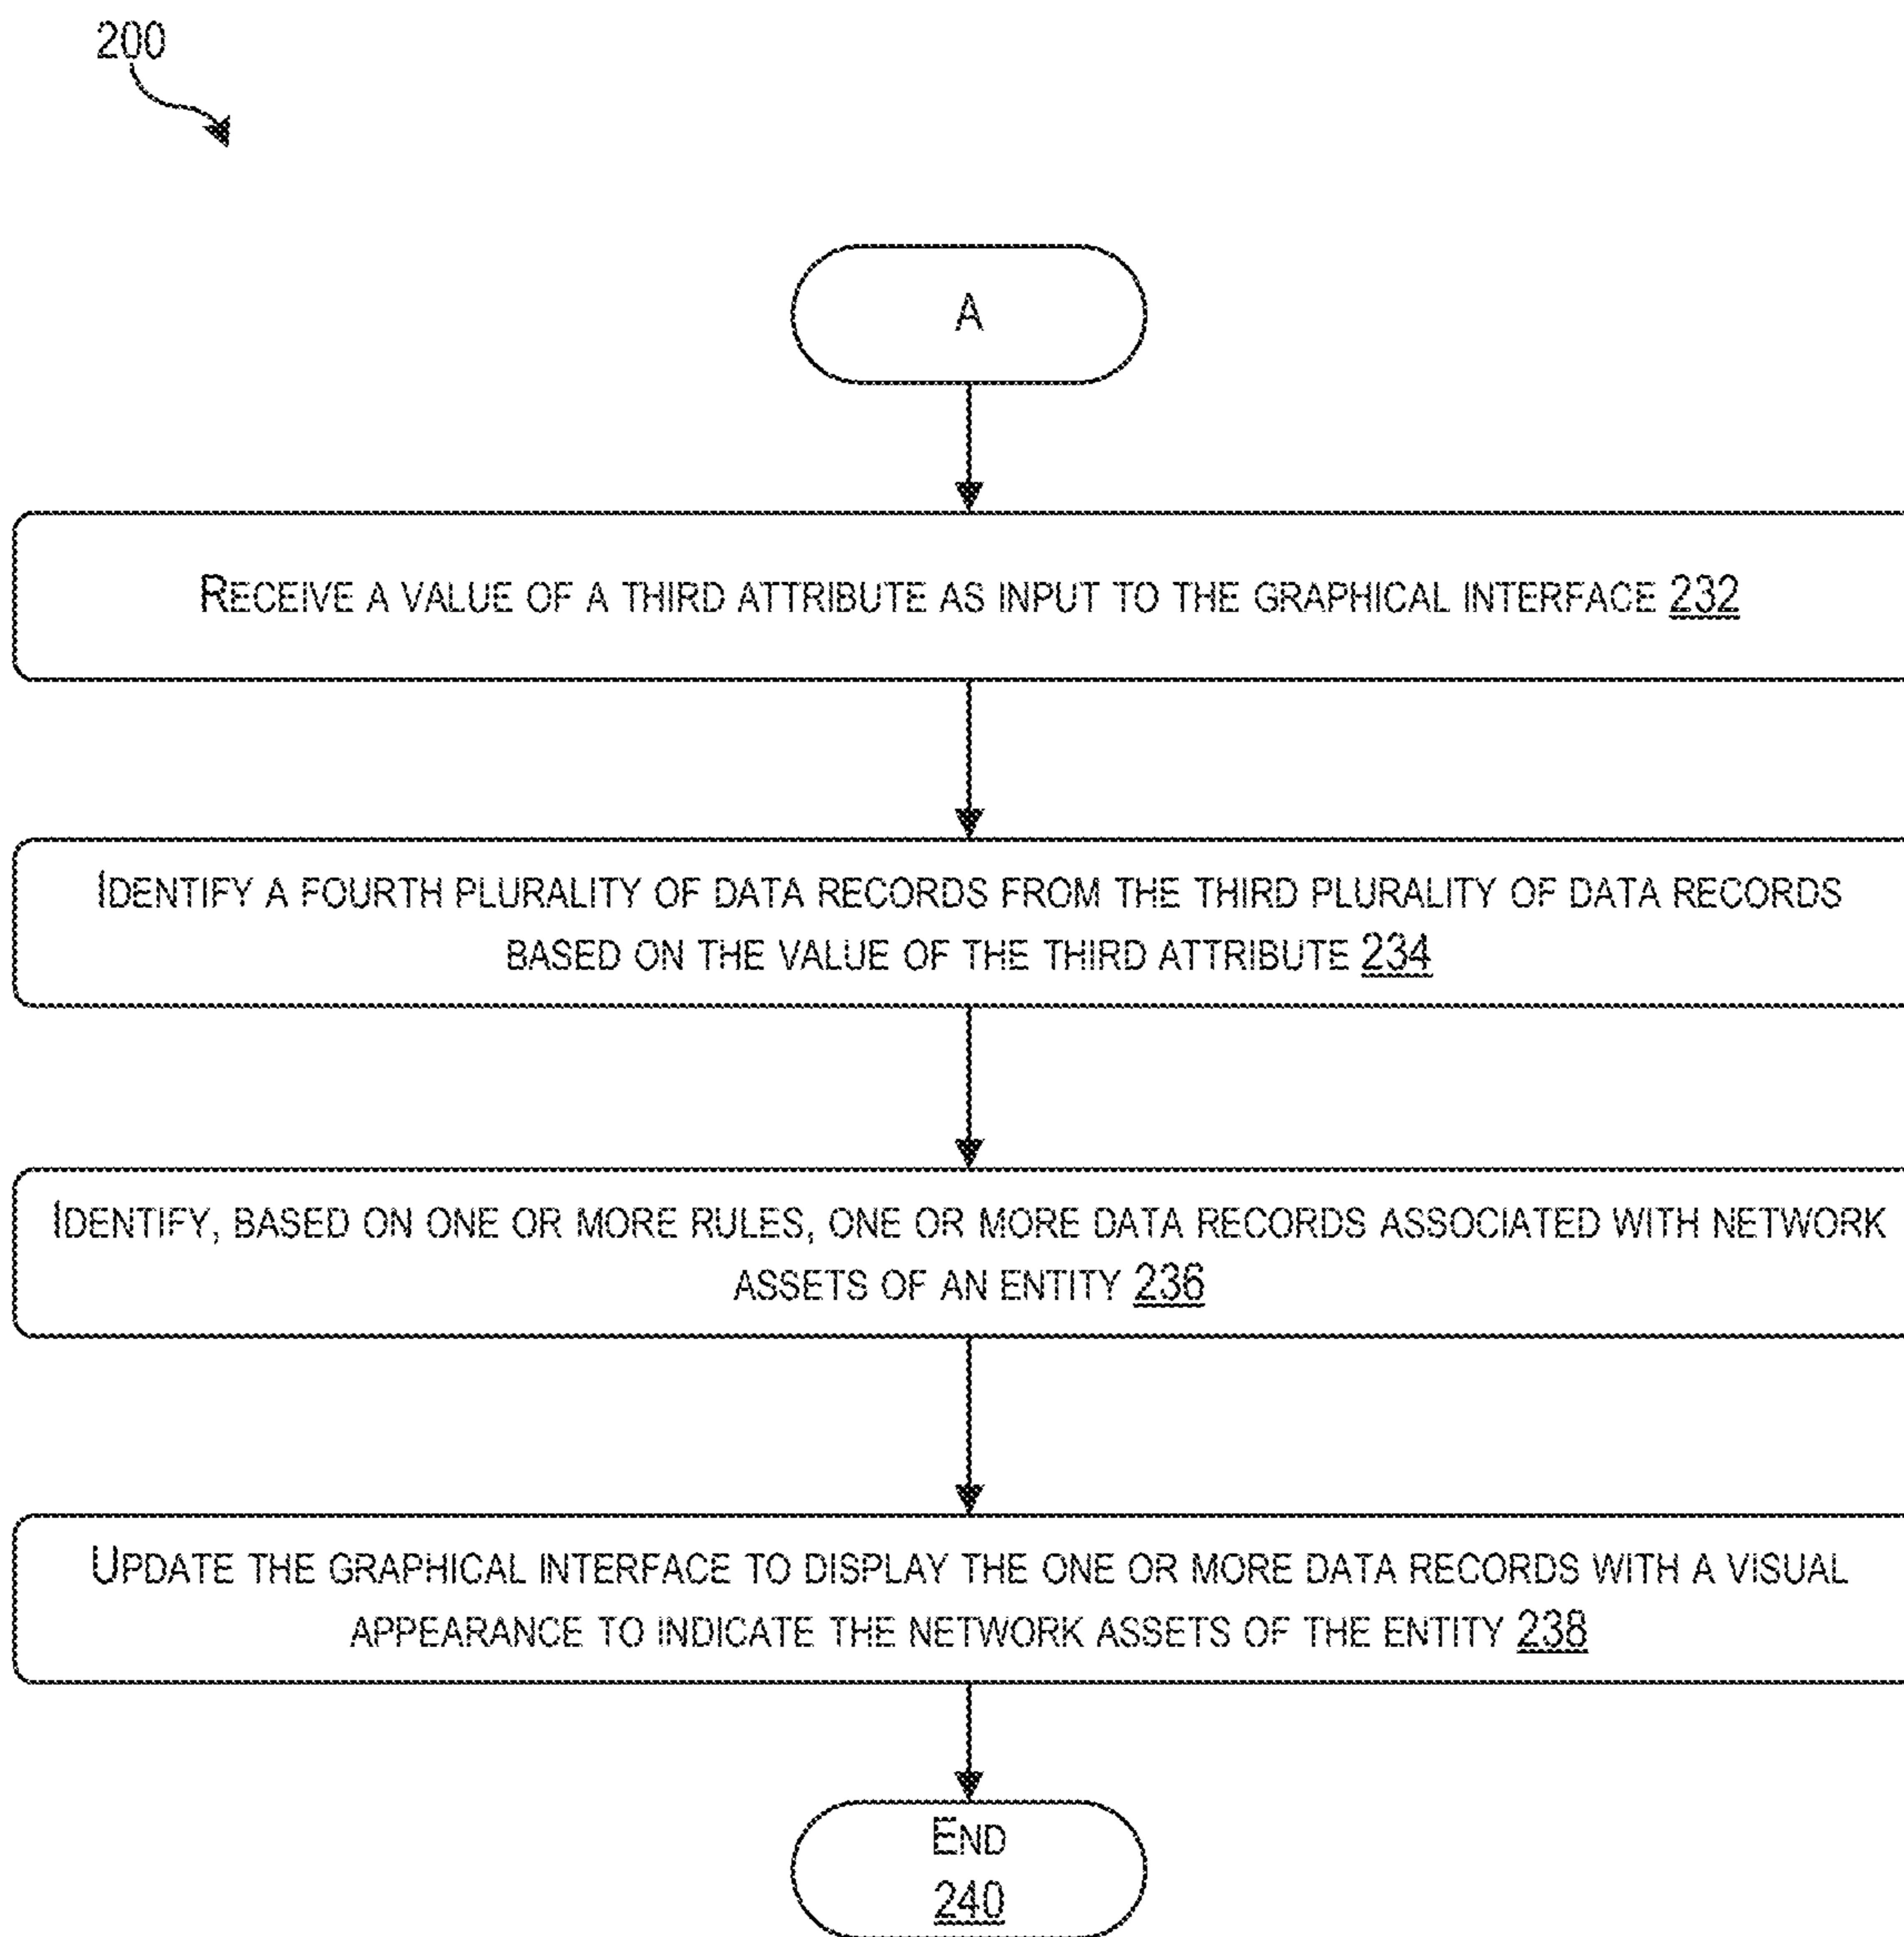 200
A
RECEIVE A VALUE OF A THIRD ATTRIBUTE AS INPUT TO THE GRAPHICAL INTERFACE 232
IDENTIFY A FOURTH PLURALITY OF DATA RECORDS FROM THE THIRD PLURALITY OF DATA RECORDS
BASED ON THE VALUE OF THE THIRD ATTRIBUTE 234
IDENTIFY, BASED ON ONE OR MORE RULES, ONE OR MORE DATA RECORDS ASSOCIATED WITH NETWORK
ASSETS OF AN ENTITY 236
UPDATE THE GRAPHICAL INTERFACE TO DISPLAY THE ONE OR MORE DATA RECORDS WITH A VISUAL
APPEARANCE TO INDICATE THE NETWORK ASSETS OF THE ENTITY 238
END
240